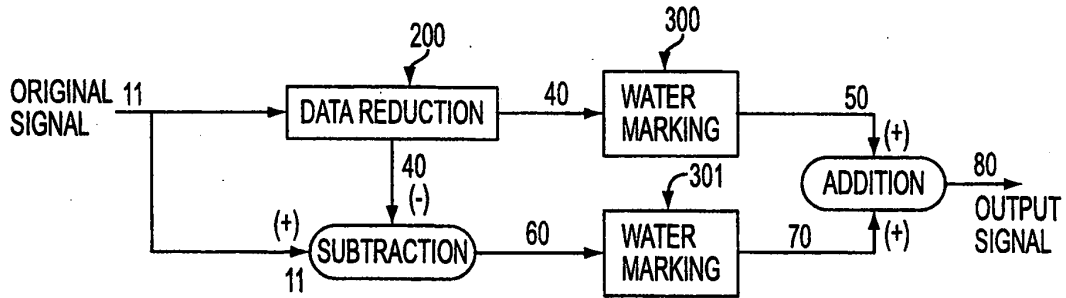 200
300
ORIGINAL
SIGNAL
11
DATA REDUCTION
40
WATER
MARKING
50
(+)
40
(-)
301
ADDITION
80
OUTPUT
SIGNAL
(+)
11
SUBTRACTION
60
WATER
MARKING
70
(+)